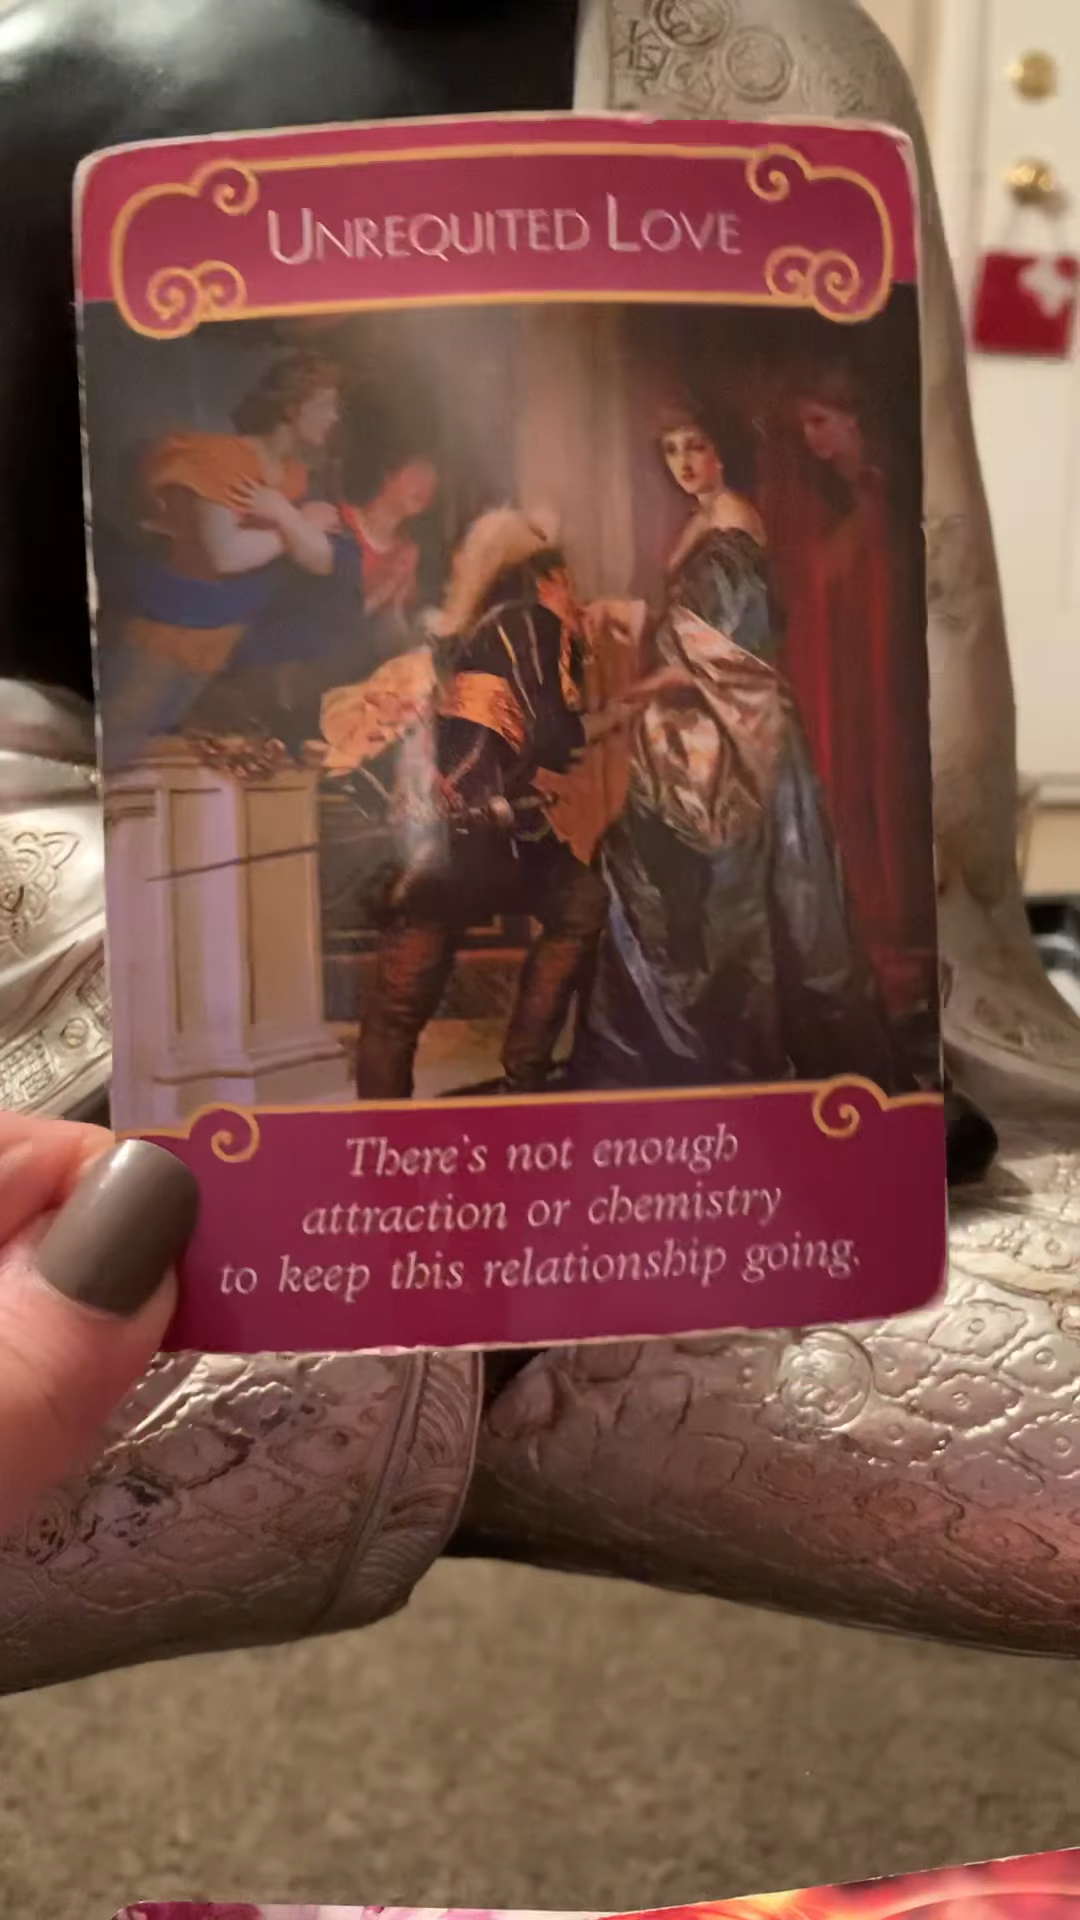 UNREQUITED LOVE
There's not enough
attraction or chemistry
to keep this relationship going.